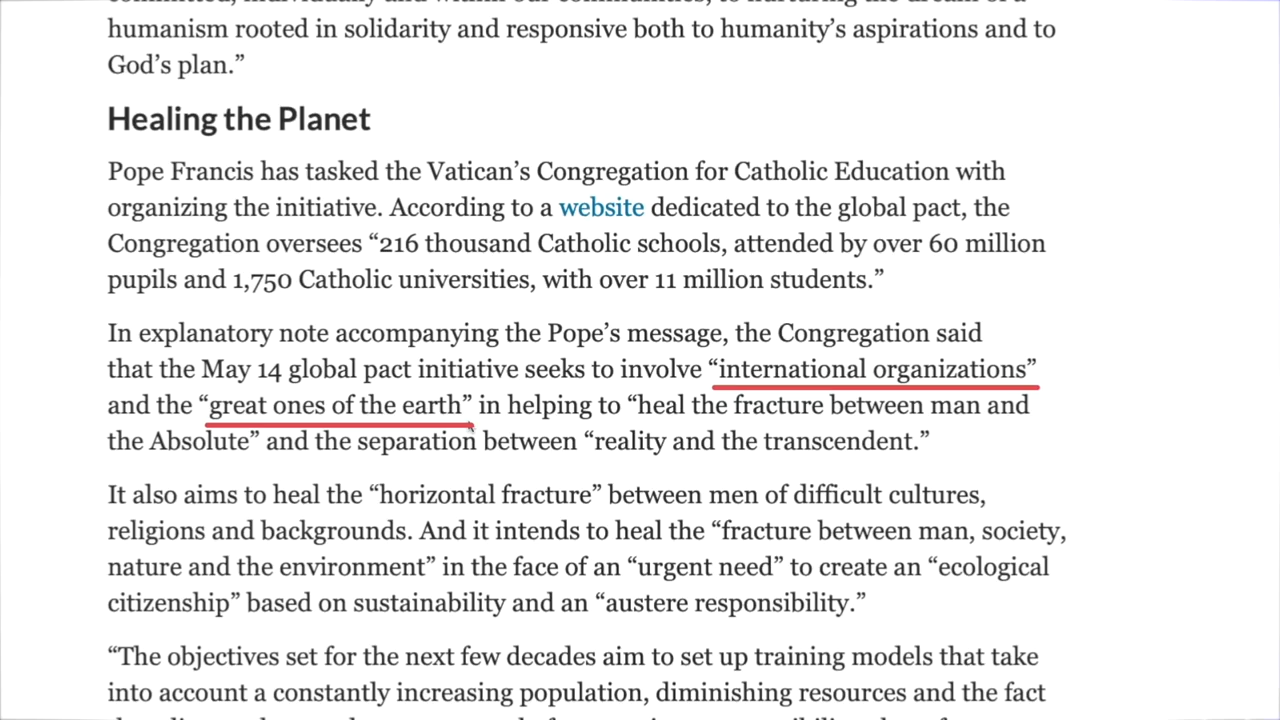 humanism rooted in solidarity and responsive both to humanity’s aspirations and to
God’s plan.”
Healing the Planet
Pope Francis has tasked the Vatican’s Congregation for Catholic Education with
organizing the initiative. According to a website dedicated to the global pact, the
Congregation oversees “216 thousand Catholic schools, attended by over 60 million
pupils and 1,750 Catholic universities, with over 11 million students.”
In explanatory note accompanying the Pope’s message, the Congregation said
that the May 14 global pact initiative seeks to involve “international organizations”
and the “great ones of the earth” in helping to “heal the fracture between man and
the Absolute” and the separation between “reality and the transcendent.”
It also aims to heal the “horizontal fracture” between men of difficult cultures,
religions and backgrounds. And it intends to heal the “fracture between man, society,
nature and the environment” in the face of an “urgent need” to create an “ecological
citizenship” based on sustainability and an “austere responsibility.”
“The objectives set for the next few decades aim to set up training models that take
into account a constantly increasing population, diminishing resources and the fact